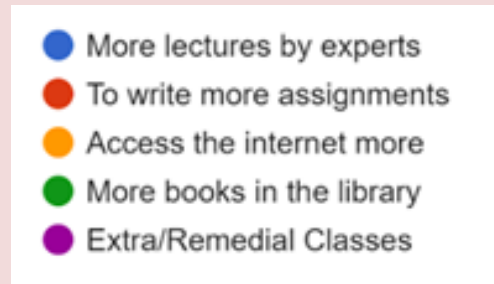 More lectures by experts
To write more assignments
Access the internet more
More books in the library
Extra/Remedial Classes